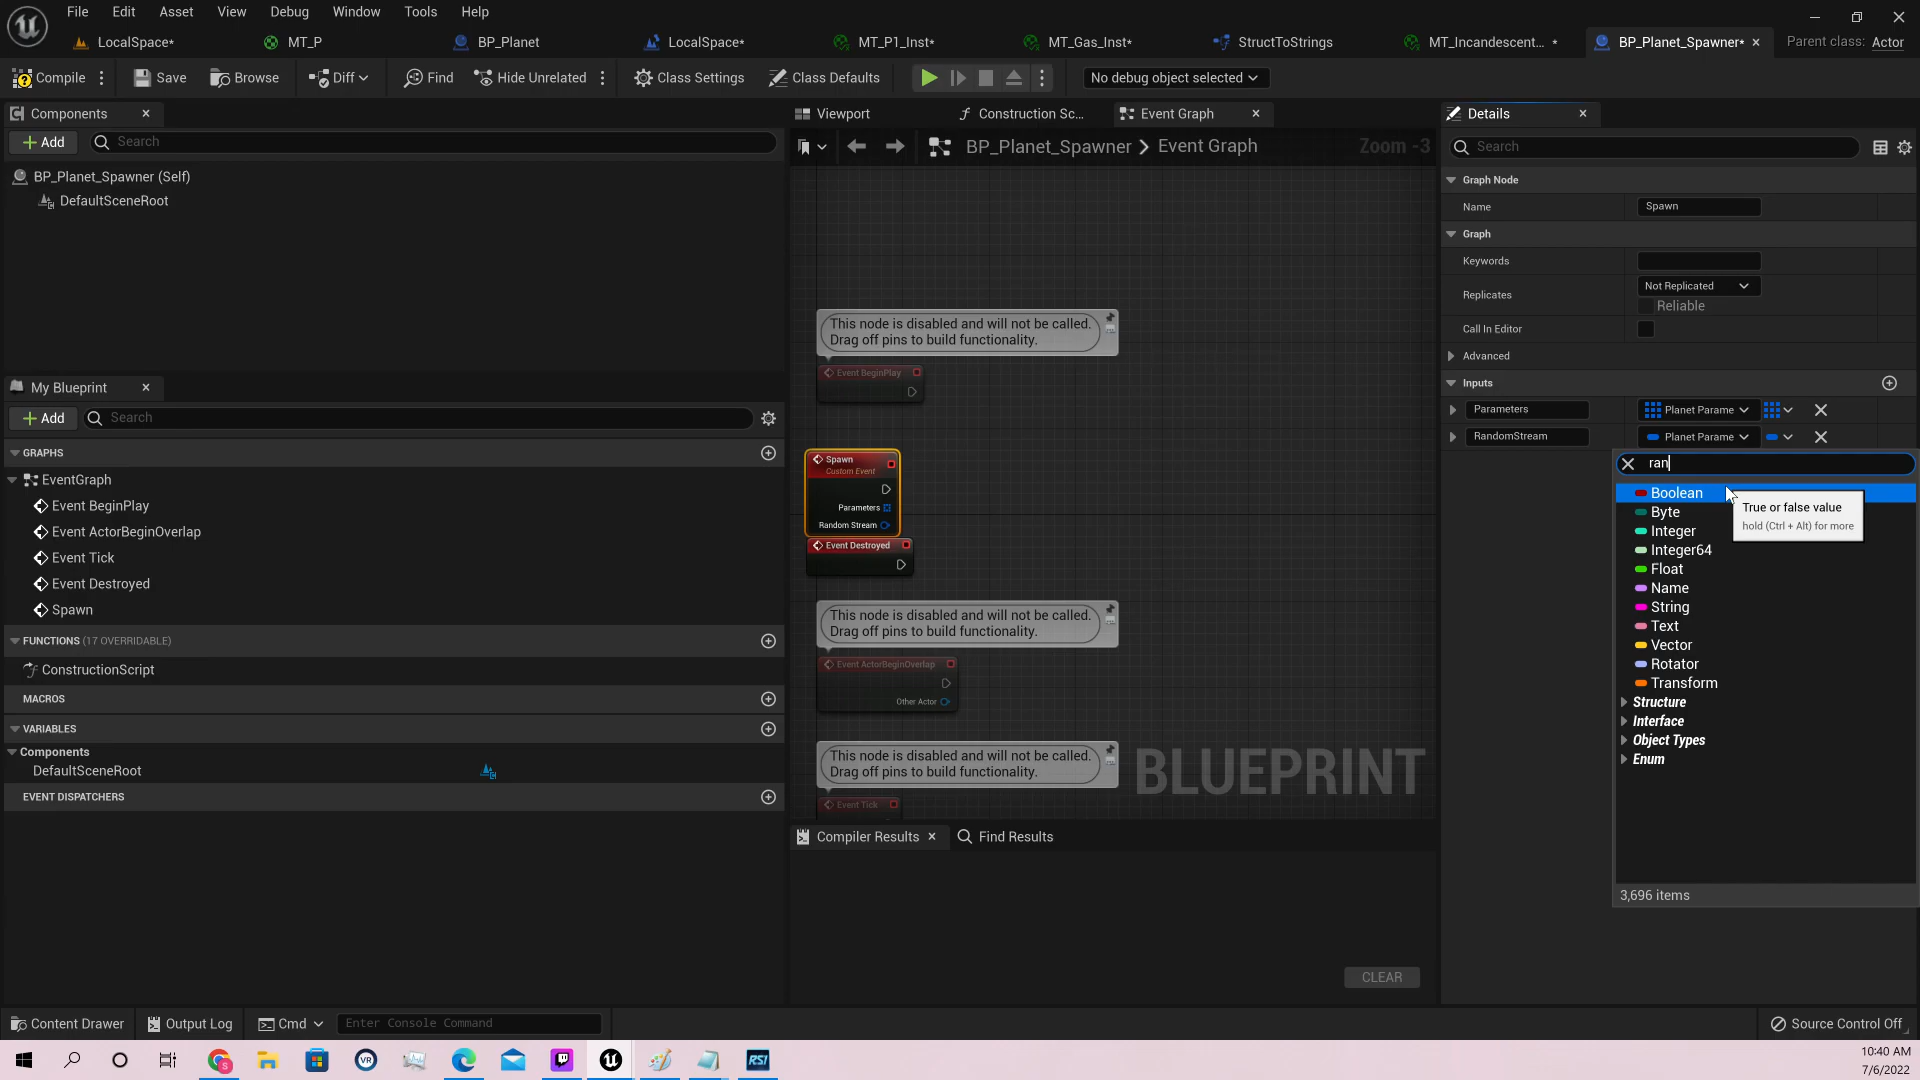 File Edit Asset View Debug Window Tools Help
LocalSpace* MT_P BP_Planet LocalSpace* MT_P1_Inst* MT_Gas_Inst* StructToStrings MT_Incandescent... * BP_Planet_Spawner* Parent class: Actor
Compile Save Browse Diff Find Hide Unrelated Class Settings Class Defaults No debug object selected
Components
Add Search
BP_Planet_Spawner (Self)
DefaultSceneRoot
My Blueprint
Add Search
GRAPHS
EventGraph
Event BeginPlay
Event ActorBeginOverlap
Event Tick
Event Destroyed
Spawn
FUNCTIONS (17 OVERRIDABLE)
ConstructionScript
MACROS
VARIABLES
Components
DefaultSceneRoot
EVENT DISPATCHERS
Viewport Construction Sc... Event Graph
BP_Planet_Spawner > Event Graph Zoom -3
This node is disabled and will not be called.
Drag off pins to build functionality.
Event BeginPlay
Spawn
Custom Event
Parameters
Random Stream
Event Destroyed
This node is disabled and will not be called.
Drag off pins to build functionality.
Event ActorBeginOverlap
Other Actor
This node is disabled and will not be called.
Drag off pins to build functionality.
Event Tick
BLUEPRINT
Compiler Results Find Results
CLEAR
Details
Search
Graph Node
Name Spawn
Graph
Keywords
Replicates Not Replicated
Reliable
Call In Editor
Advanced
Inputs
Parameters Planet Parame
RandomStream Planet Parame
ran
Boolean
Byte
Integer
Integer64
Float
Name
String
Text
Vector
Rotator
Transform
Structure
Interface
Object Types
Enum
True or false value
hold (Ctrl + Alt) for more
3,696 items
Content Drawer Output Log Cmd Enter Console Command Source Control Off
VR RSI
10:40 AM
7/6/2022